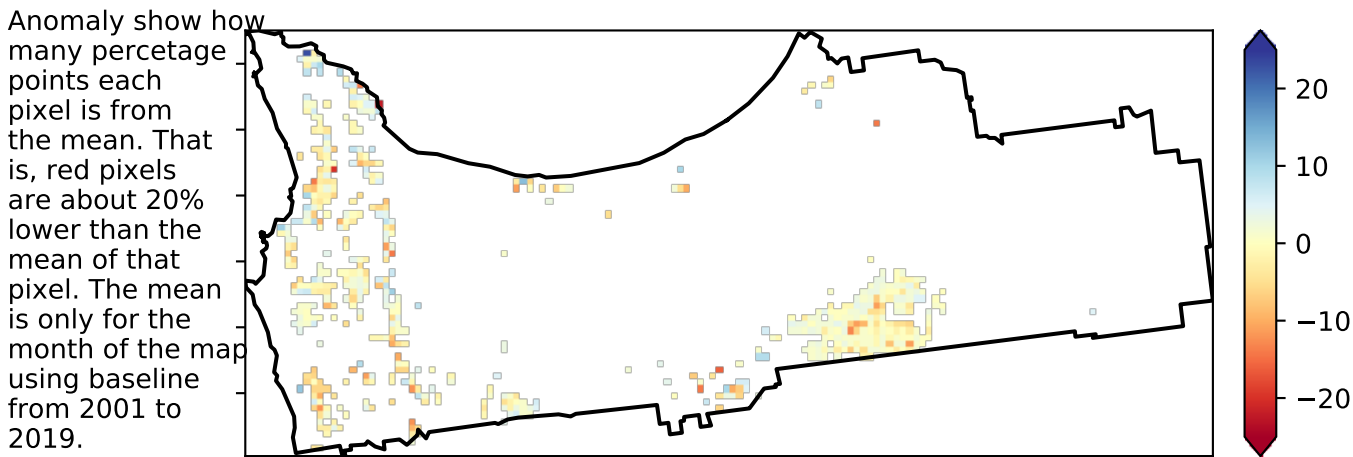 Anomaly show how
many percetage
points each
pixel is from
the mean. That
is, red pixels
are about 20%
lower than the
mean of that
pixel. The mean
is only for the
month of the map
using baseline
from 2001 to
2019.
20
10
0
−10
−20